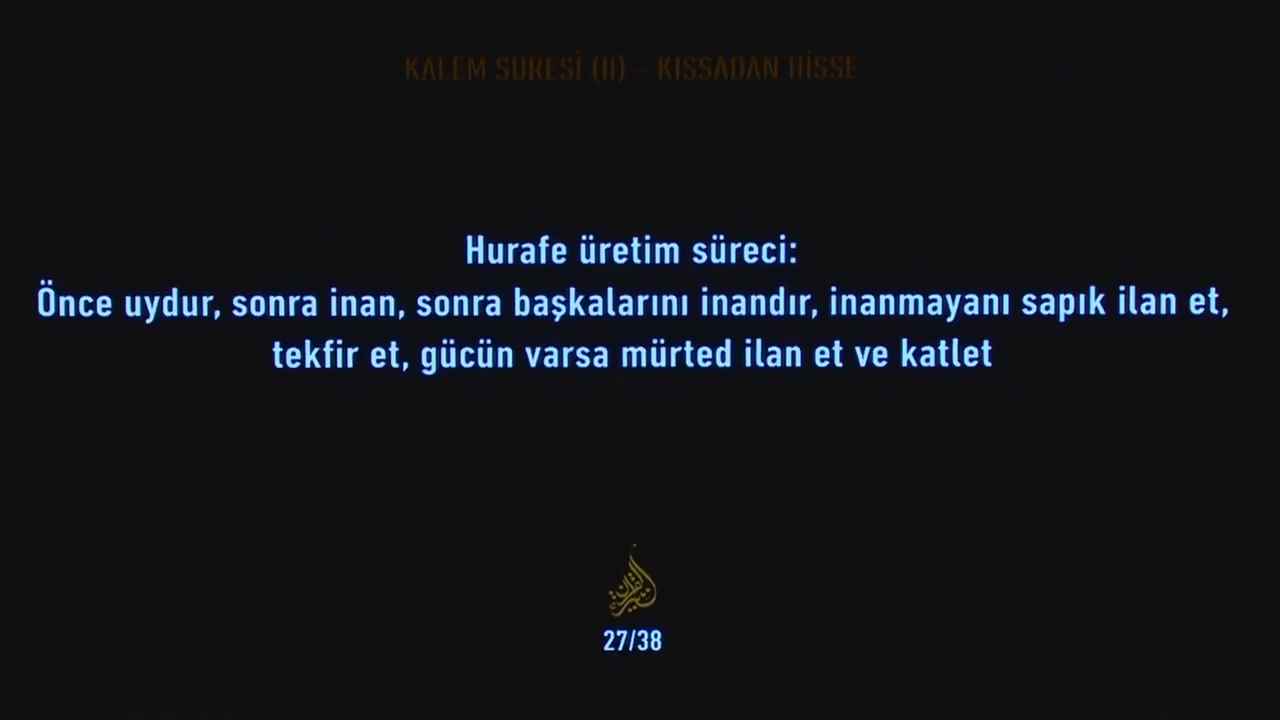 KALEM SURESİ (II) – KISSADAN HİSSE
Hurafe üretim süreci:
Önce uydur, sonra inan, sonra başkalarını inandır, inanmayanı sapık ilan et,
tekfir et, gücün varsa mürted ilan et ve katlet
27/38